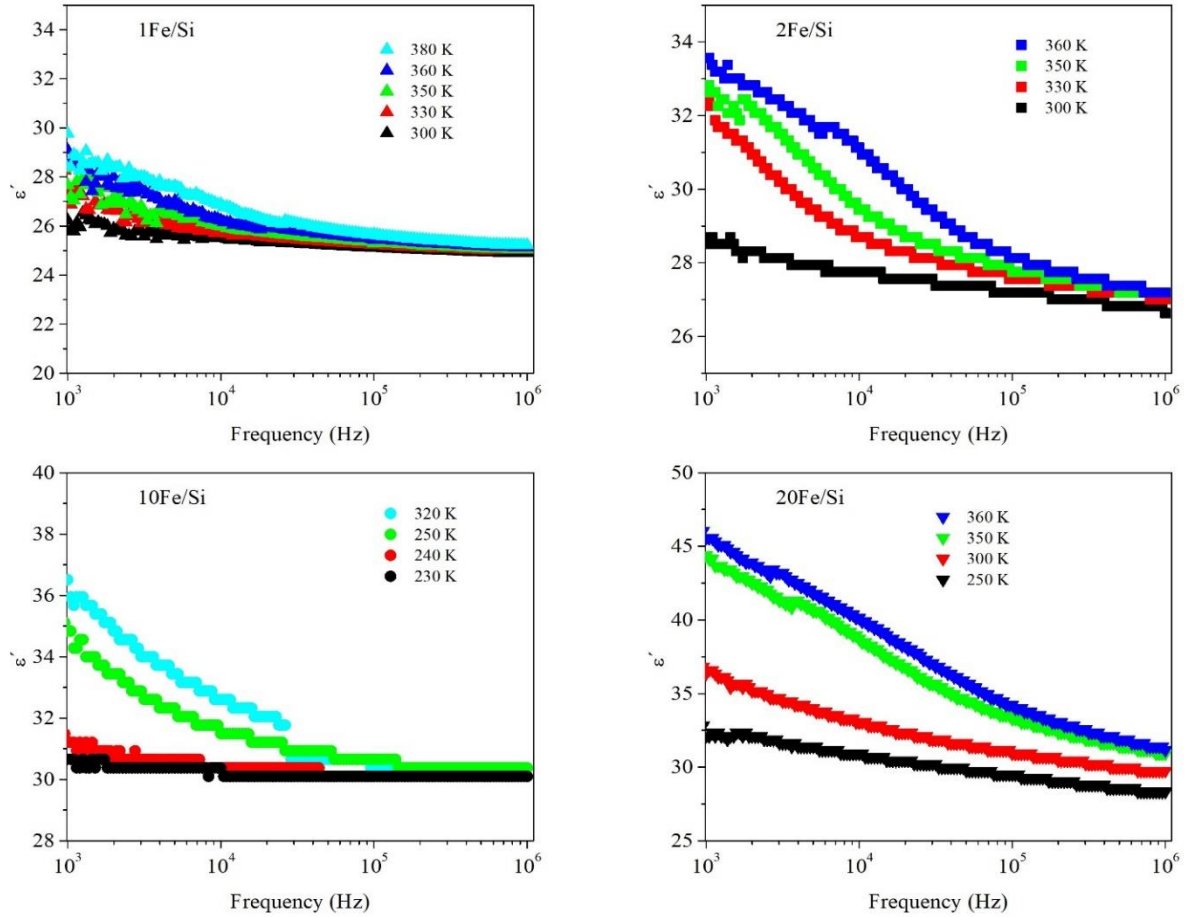 1Fe/Si
380 K
360 K
350 K
330 K
300 K
34
32
30
28
26
24
22
20
ε´
10³ 10⁴ 10⁵ 10⁶
Frequency (Hz)
2Fe/Si
360 K
350 K
330 K
300 K
34
32
30
28
26
ε´
10³ 10⁴ 10⁵ 10⁶
Frequency (Hz)
10Fe/Si
320 K
250 K
240 K
230 K
40
38
36
34
32
30
28
ε´
10³ 10⁴ 10⁵ 10⁶
Frequency (Hz)
20Fe/Si
360 K
350 K
300 K
250 K
50
45
40
35
30
25
ε´
10³ 10⁴ 10⁵ 10⁶
Frequency (Hz)